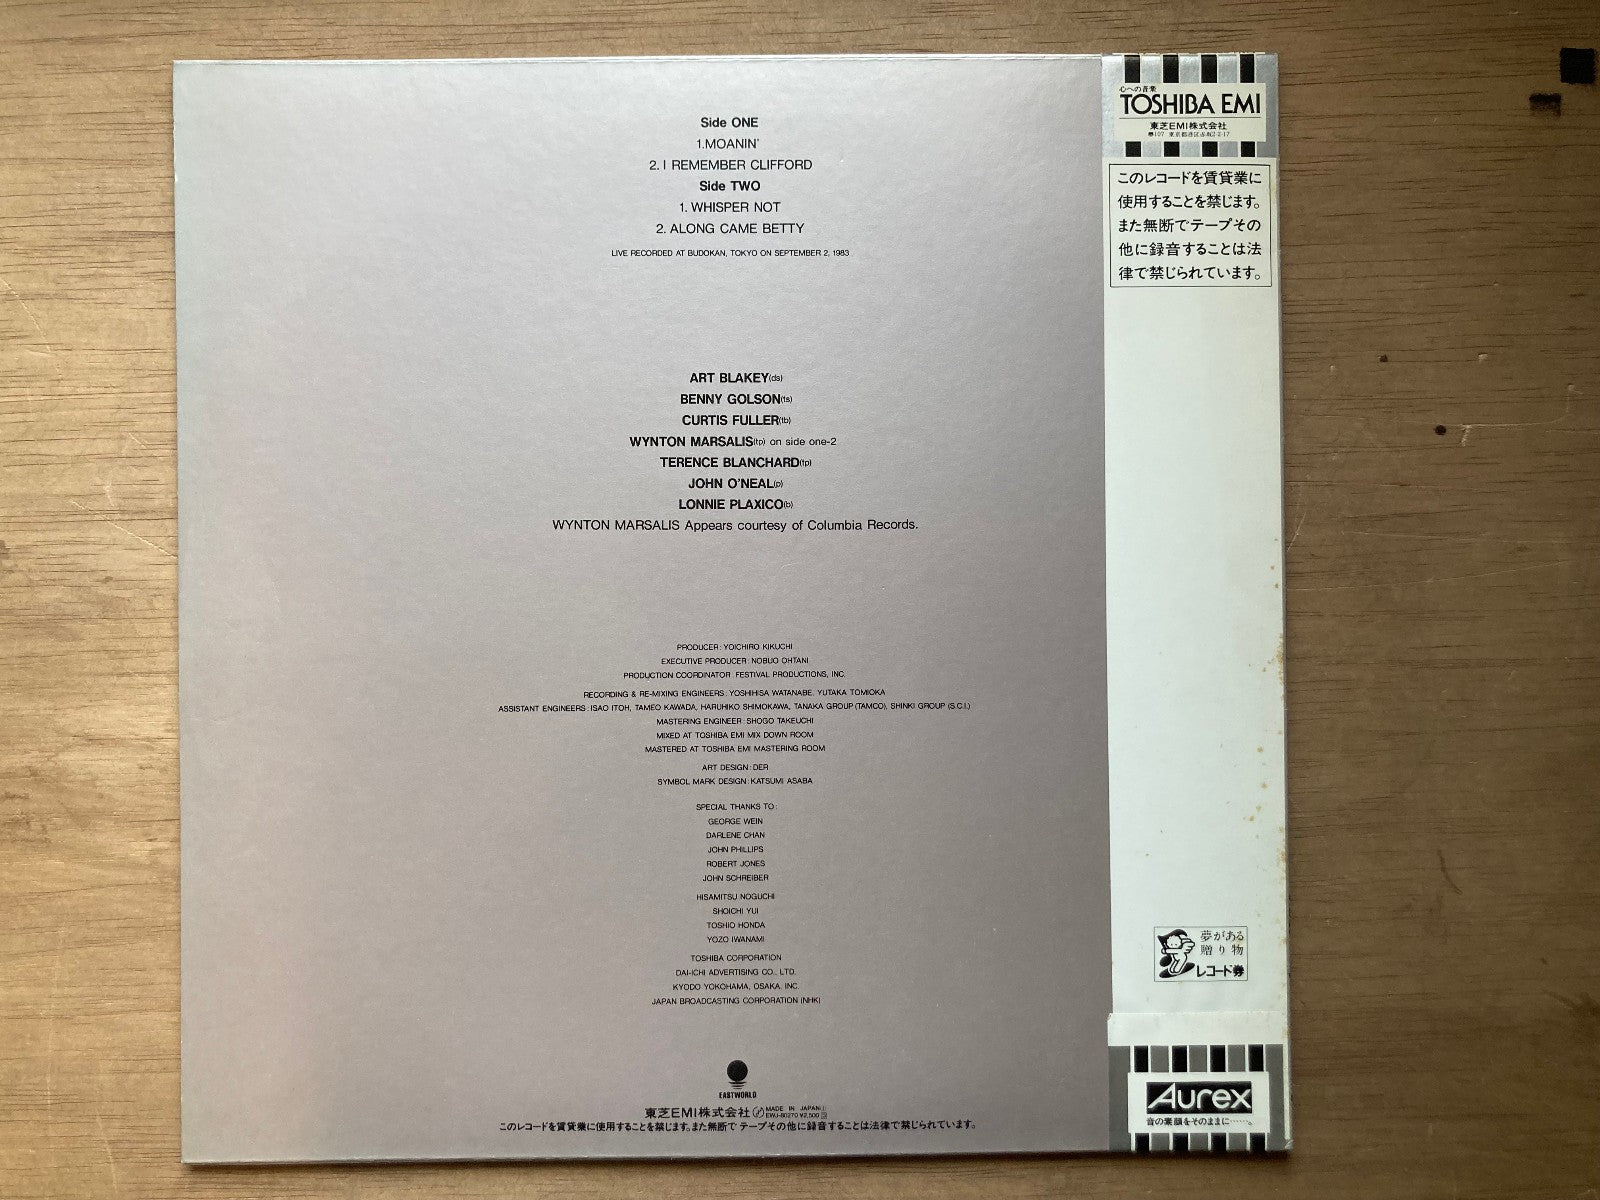 Side ONE
1.MOANIN'
2. I REMEMBER CLIFFORD
Side TWO
1. WHISPER NOT
2. ALONG CAME BETTY
LIVE RECORDED AT BUDOKAN, TOKYO ON SEPTEMBER 2, 1983
ART BLAKEY(ds)
BENNY GOLSON(ts)
CURTIS FULLER(tb)
WYNTON MARSALIS(tp) on side one-2
TERENCE BLANCHARD(tp)
JOHN O'NEAL(p)
LONNIE PLAXICO(b)
WYNTON MARSALIS Appears courtesy of Columbia Records.
PRODUCER : YOICHIRO KIKUCHI
EXECUTIVE PRODUCER : NOBUO OHTANI
PRODUCTION COORDINATOR : FESTIVAL PRODUCTIONS, INC.
RECORDING & RE-MIXING ENGINEERS : YOSHIHISA WATANABE, YUTAKA TOMIOKA
ASSISTANT ENGINEERS : ISAO ITOH, TAMEO KAWADA, HARUHIKO SHIMOKAWA, TANAKA GROUP (TAMCO), SHINKI GROUP (S.C.I.)
MASTERING ENGINEER : SHOGO TAKEUCHI
MIXED AT TOSHIBA EMI MIX DOWN ROOM
MASTERED AT TOSHIBA EMI MASTERING ROOM
ART DESIGN : DER
SYMBOL MARK DESIGN : KATSUMI ASABA
SPECIAL THANKS TO :
GEORGE WEIN
DARLENE CHAN
JOHN PHILLIPS
ROBERT JONES
JOHN SCHREIBER
HISAMITSU NOGUCHI
SHOICHI YUI
TOSHIO HONDA
YOZO IWANAMI
TOSHIBA CORPORATION
DAI-ICHI ADVERTISING CO., LTD.
KYODO YOKOHAMA, OSAKA, INC.
JAPAN BROADCASTING CORPORATION (NHK)
EASTWORLD
東芝EMI株式会社 MADE IN JAPAN
EWJ-80270 ¥2,500
このレコードを賃貸業に使用することを禁じます。また無断で テープその他に録音することは法律で禁じられています。
心への音楽
TOSHIBA EMI
東芝EMI株式会社
〒107 東京都港区赤坂2-2-17
このレコードを賃貸業に
使用することを禁じます。
また無断でテープその
他に録音することは法
律で禁じられています。
夢がある
贈り物
レコード券
Aurex
音の素顔をそのままに……。